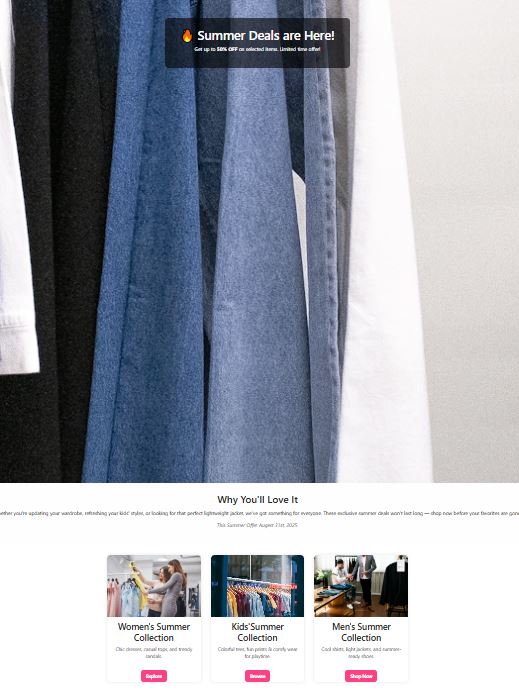 🔥 Summer Deals are Here!
Get up to 50% OFF on selected items. Limited time offer!
Why You'll Love It
ether you're updating your wardrobe, refreshing your kids' styles, or looking for that perfect lightweight jacket, we've got something for everyone. These exclusive summer deals won't last long — shop now before your favorites are gon
This Summer Offer August 31st, 2025
Women's Summer
Collection
Chic dresses, casual tops, and trendy
sandals.
Explore
Kids'Summer
Collection
Colorful tees, fun prints & comfy wear
for playtime.
Browse
Men's Summer
Collection
Cool shirts, light jackets, and summer-
ready shoes.
Shop Now